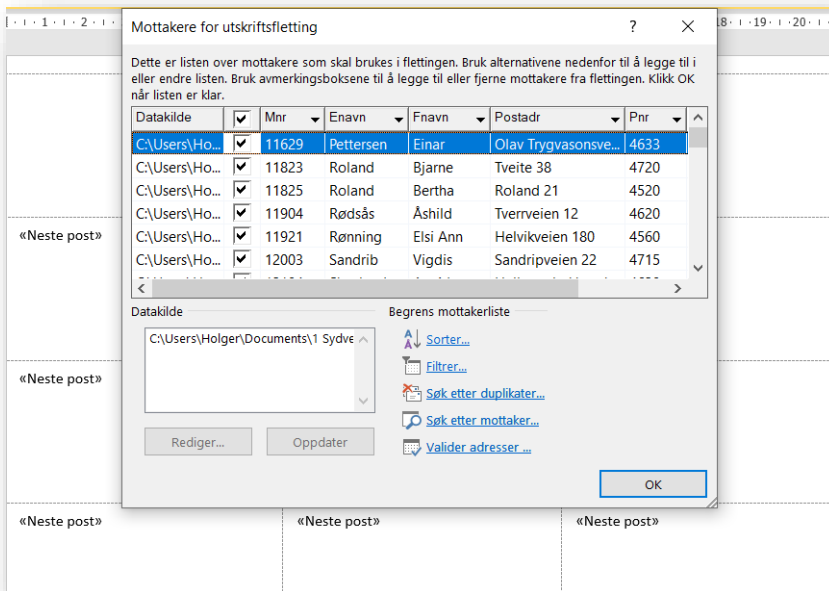 1 · 2 · 18 · 19 · 20
Mottakere for utskriftsfletting ? ×
Dette er listen over mottakere som skal brukes i flettingen. Bruk alternativene nedenfor til å legge til i
eller endre listen. Bruk avmerkingsboksene til å legge til eller fjerne mottakere fra flettingen. Klikk OK
når listen er klar.
Datakilde Mnr Enavn Fnavn Postadr Pnr
C:\Users\Ho... 11629 Pettersen Einar Olav Trygvasonsve... 4633
C:\Users\Ho... 11823 Roland Bjarne Tveite 38 4720
C:\Users\Ho... 11825 Roland Bertha Roland 21 4520
C:\Users\Ho... 11904 Rødsås Åshild Tverrveien 12 4620
C:\Users\Ho... 11921 Rønning Elsi Ann Helvikveien 180 4560
C:\Users\Ho... 12003 Sandrib Vigdis Sandripveien 22 4715
Datakilde Begrens mottakerliste
C:\Users\Holger\Documents\1 Sydve
Sorter...
Filtrer...
Søk etter duplikater...
Søk etter mottaker...
Valider adresser ...
Rediger... Oppdater
OK
«Neste post»
«Neste post»
«Neste post» «Neste post» «Neste post»